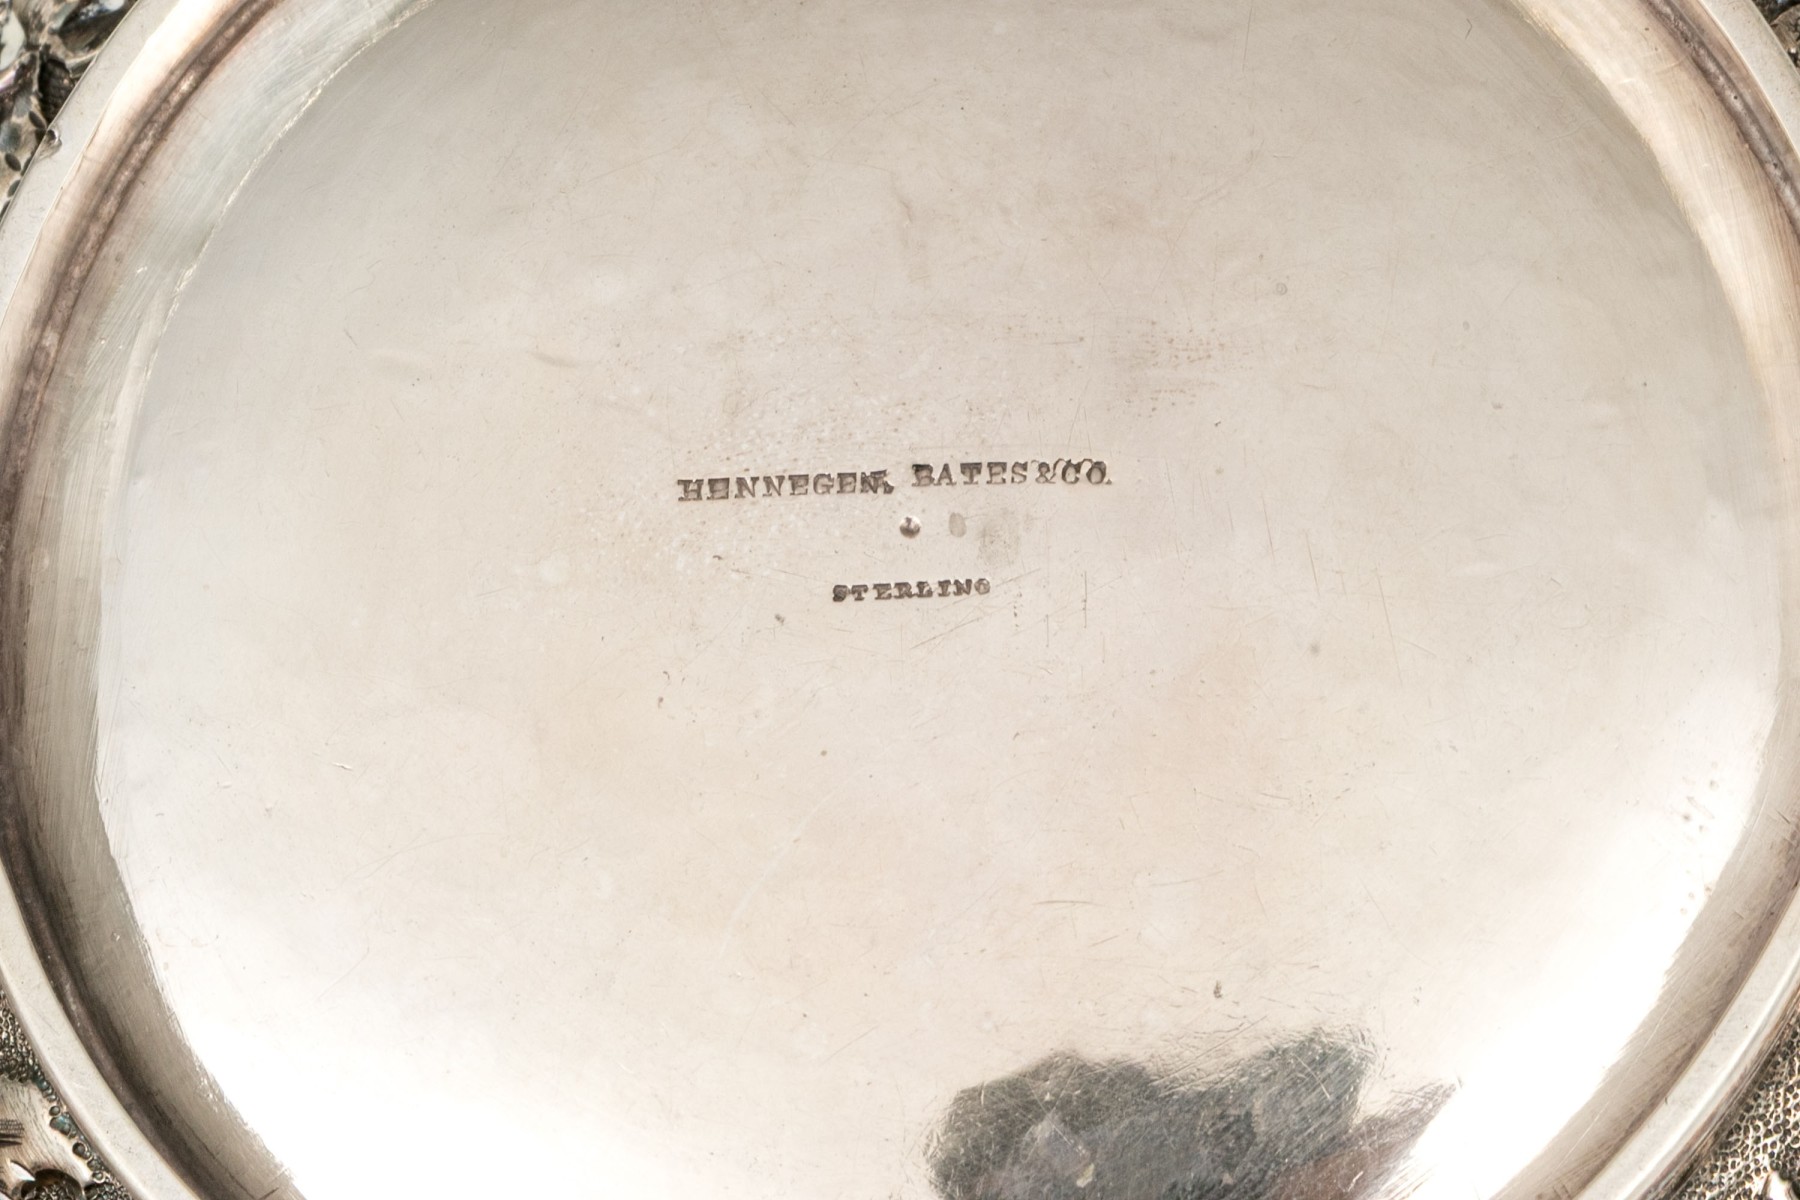 HENNEGEN, BATES & CO.
STERLING